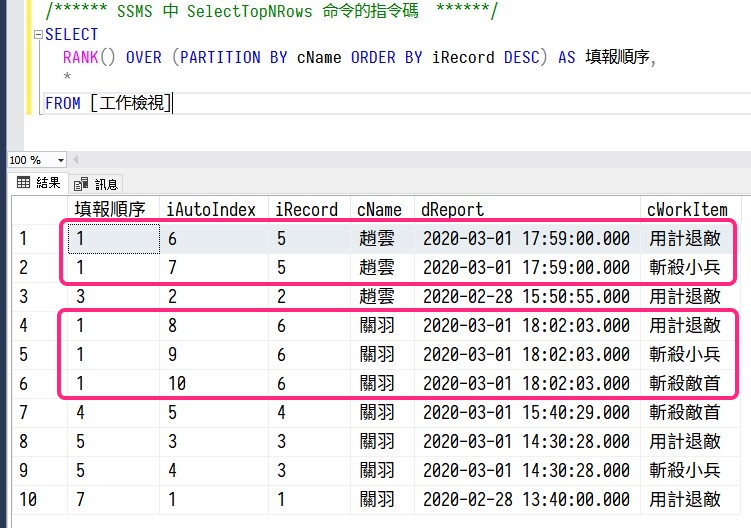 /****** SSMS 中 SelectTopNRows 命令的指令碼  ******/
SELECT
RANK() OVER (PARTITION BY cName ORDER BY iRecord DESC) AS 填報順序,
*
FROM [工作檢視]
100 %
結果 訊息
填報順序 iAutoIndex iRecord cName dReport cWorkItem
1 1 6 5 趙雲 2020-03-01 17:59:00.000 用計退敵
2 1 7 5 趙雲 2020-03-01 17:59:00.000 斬殺小兵
3 3 2 2 趙雲 2020-02-28 15:50:55.000 用計退敵
4 1 8 6 關羽 2020-03-01 18:02:03.000 用計退敵
5 1 9 6 關羽 2020-03-01 18:02:03.000 斬殺小兵
6 1 10 6 關羽 2020-03-01 18:02:03.000 斬殺敵首
7 4 5 4 關羽 2020-03-01 15:40:29.000 斬殺敵首
8 5 3 3 關羽 2020-03-01 14:30:28.000 用計退敵
9 5 4 3 關羽 2020-03-01 14:30:28.000 斬殺小兵
10 7 1 1 關羽 2020-02-28 13:40:00.000 用計退敵